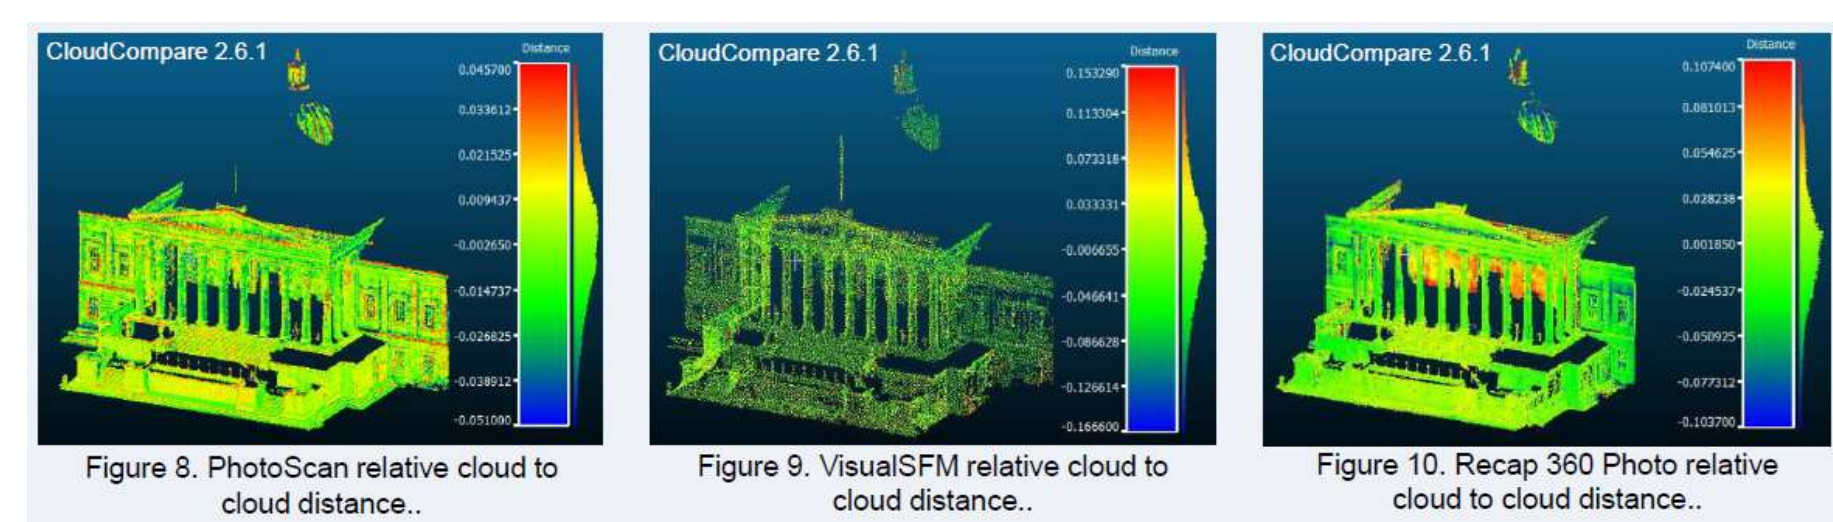 CloudCompare 2.6.1
Distance
0.045700
0.033612
0.021525
0.009437
-0.002650
-0.014737
-0.026825
-0.038912
-0.051000
Figure 8. PhotoScan relative cloud to
cloud distance..
CloudCompare 2.6.1
Distance
0.153290
0.113304
0.073318
0.033331
-0.006655
-0.046641
-0.086628
-0.126614
-0.166600
Figure 9. VisualSFM relative cloud to
cloud distance..
CloudCompare 2.6.1
Distance
0.107400
0.081013
0.054625
0.028238
0.001850
-0.024537
-0.050925
-0.077312
-0.103700
Figure 10. Recap 360 Photo relative
cloud to cloud distance..